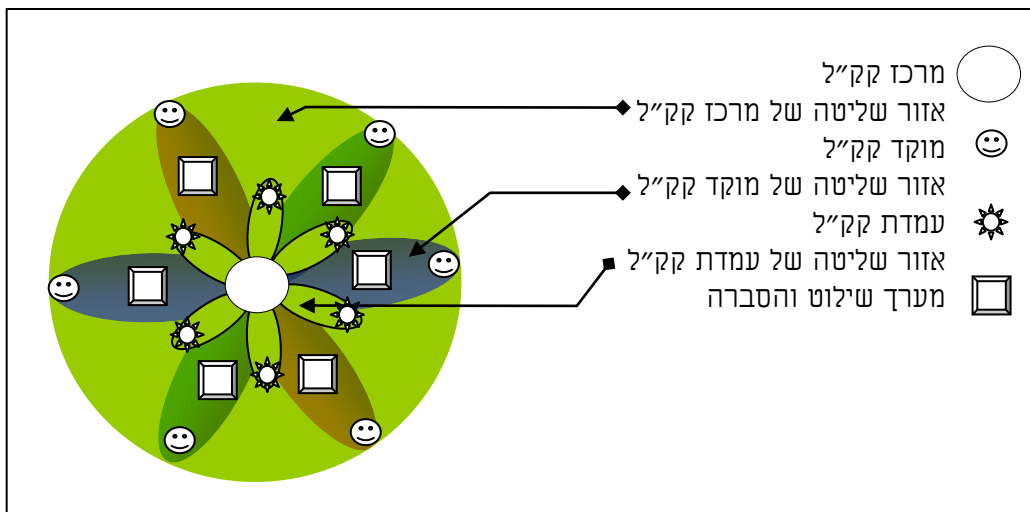 מרכז קק״ל
אזור שליטה של מרכז קק״ל
מוקד קק״ל
אזור שליטה של מוקד קק״ל
עמדת קק״ל
אזור שליטה של עמדת קק״ל
מערך שילוט והסברה